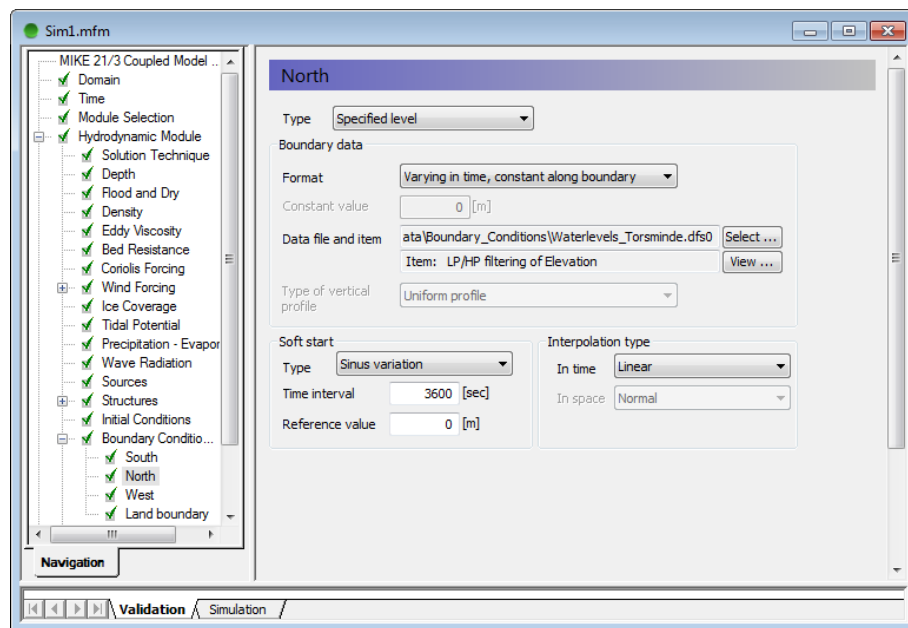 Sim1.mfm
MIKE 21/3 Coupled Model ...
Domain
Time
Module Selection
Hydrodynamic Module
Solution Technique
Depth
Flood and Dry
Density
Eddy Viscosity
Bed Resistance
Coriolis Forcing
Wind Forcing
Ice Coverage
Tidal Potential
Precipitation - Evapor
Wave Radiation
Sources
Structures
Initial Conditions
Boundary Conditio...
South
North
West
Land boundary
Navigation
North
Type Specified level
Boundary data
Format Varying in time, constant along boundary
Constant value 0 [m]
Data file and item ata\Boundary_Conditions\Waterlevels_Torsminde.dfs0 Select ...
Item: LP/HP filtering of Elevation View ...
Type of vertical
profile Uniform profile
Soft start
Type Sinus variation
Time interval 3600 [sec]
Reference value 0 [m]
Interpolation type
In time Linear
In space Normal
Validation Simulation